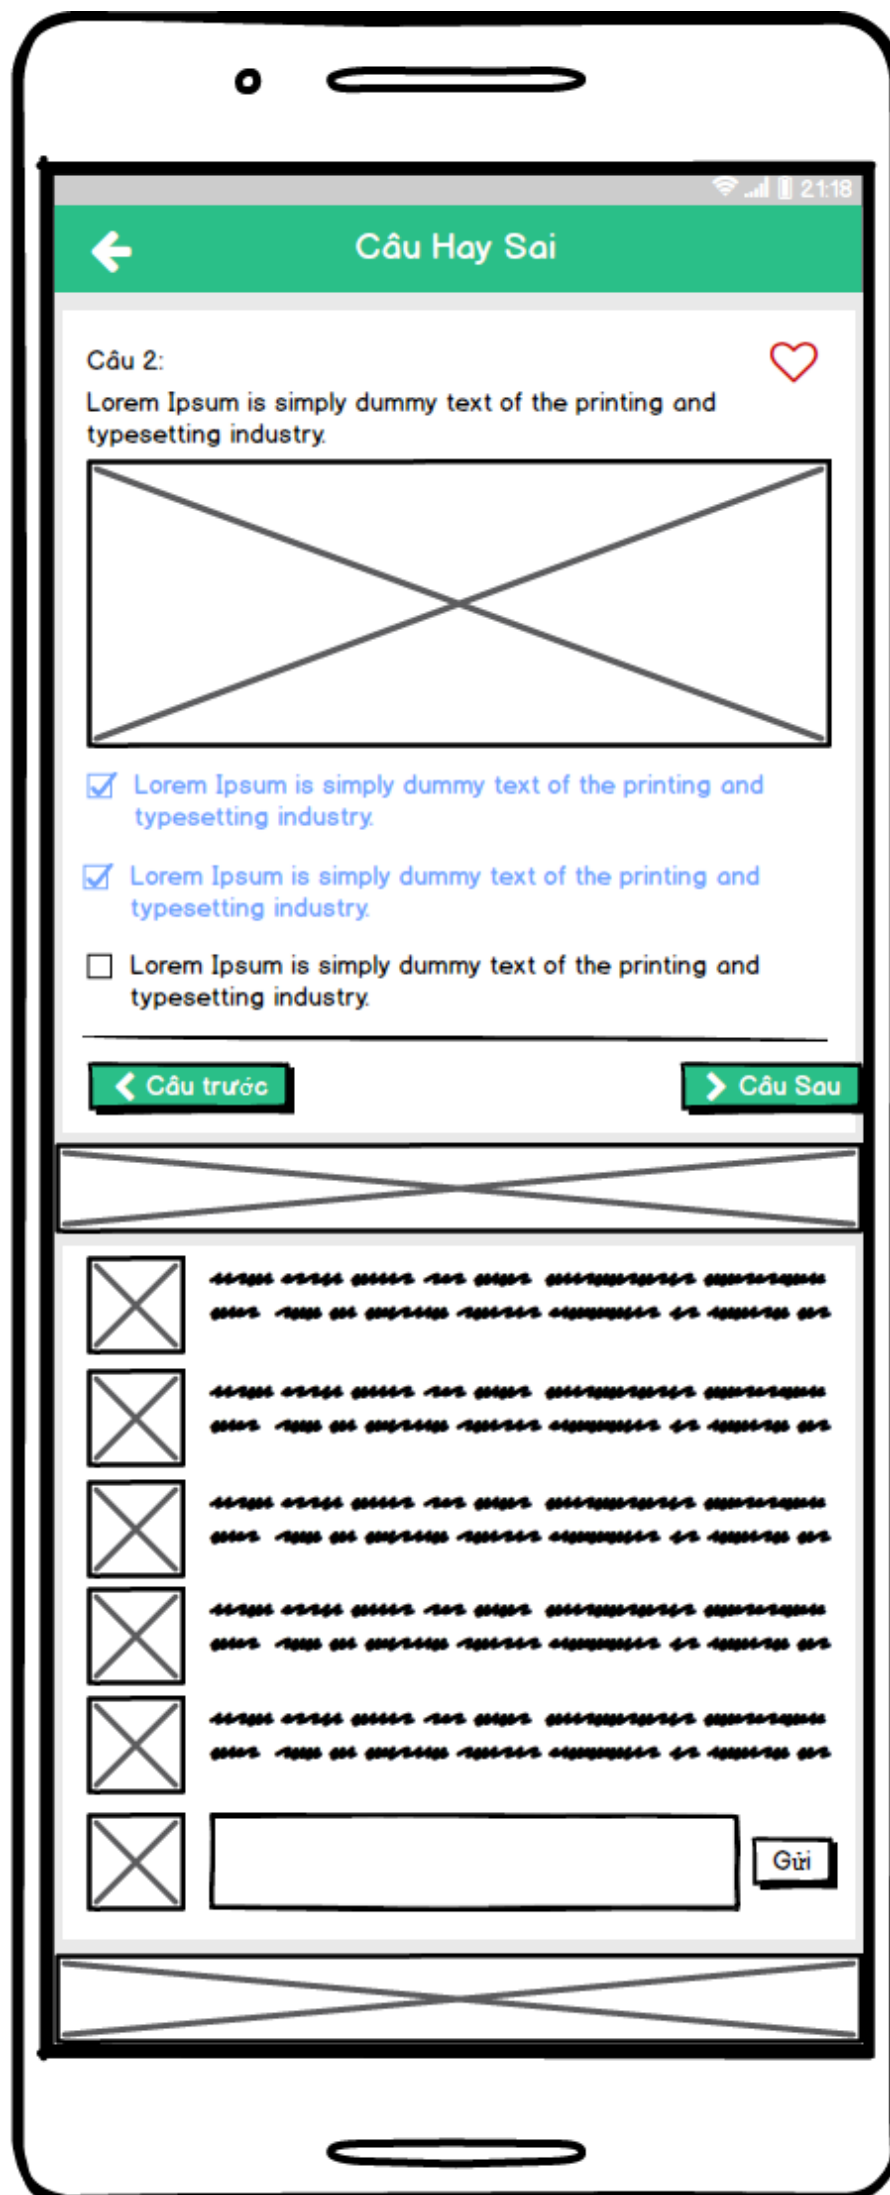 21:18
Câu Hay Sai
Câu 2:
Lorem Ipsum is simply dummy text of the printing and
typesetting industry.
Lorem Ipsum is simply dummy text of the printing and
typesetting industry.
Lorem Ipsum is simply dummy text of the printing and
typesetting industry.
Lorem Ipsum is simply dummy text of the printing and
typesetting industry.
Câu trước
Câu Sau
Gửi